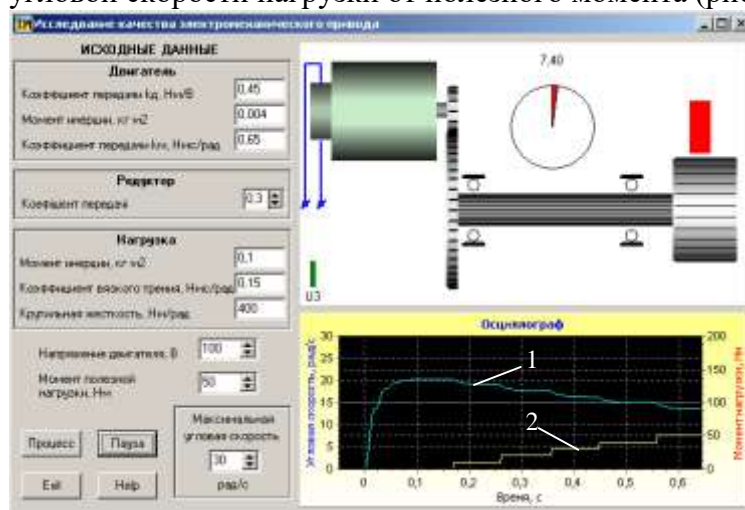 угловой скорости нагрузки от полезного момента (рис
Исследование качества электромеханического привода
ИСХОДНЫЕ ДАННЫЕ
Двигатель
Коэффициент передачи kд, Нм/В 0,45
Момент инерции, кг м2 0,004
Коэффициент передачи kм, Ннс/рад 0,65
Редуктор
Коэфициент передачи 0.3
Нагрузка
Момент инерции, кг м2 0,1
Коэффициент вязкого трения, Ннс/рад 0,15
Крутильная жесткость, Нм/рад 400
Напряжение двигателя, В 100
Момент полезной
нагрузки, Нм 50
Максимальная
угловая скорость
30
рад/с
Процесс Пауза
Exit Help
7,40
U3
Осциллограф
Угловая скорость, рад/с
30
25
20
15
10
5
0
Момент нагрузки, Нм
200
150
100
50
0
1
2
0 0,1 0,2 0,3 0,4 0,5 0,6
Время, с